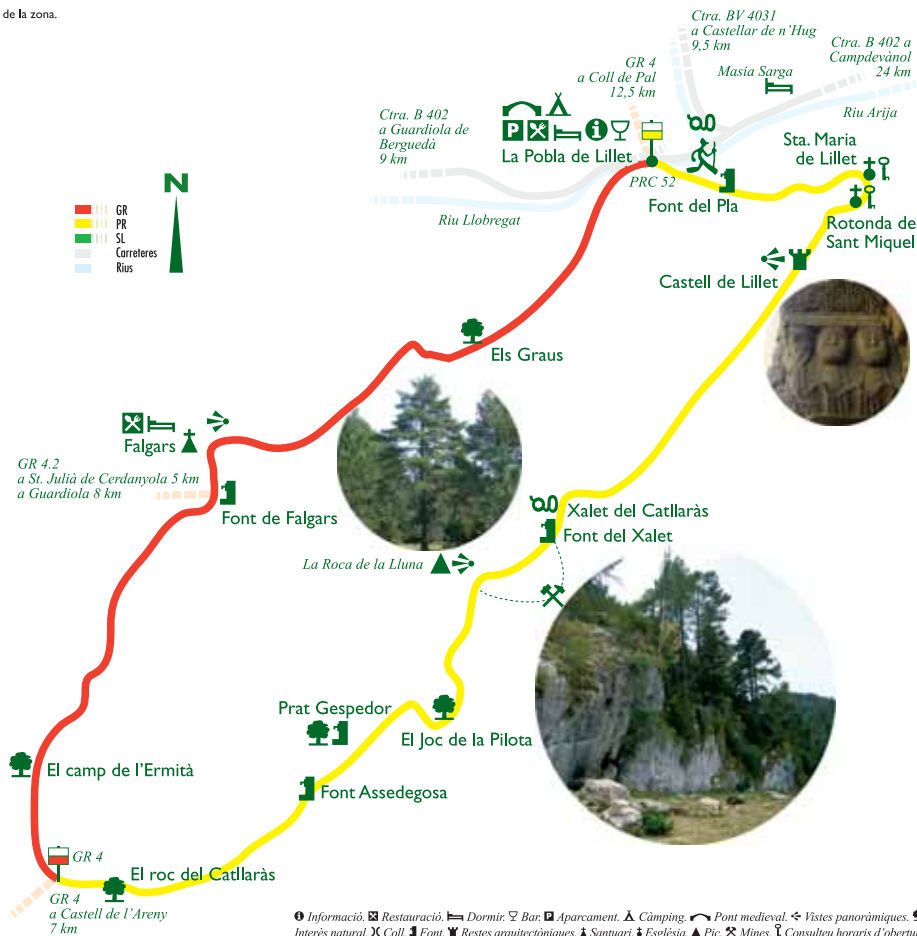 de la zona.
Ctra. BV 4031
a Castellar de n'Hug
9,5 km
Ctra. B 402 a
Campdevànol
24 km
GR 4
a Coll de Pal
12,5 km
Masia Sarga
Riu Arija
Ctra. B 402
a Guardiola de
Berguedà
9 km
P
La Pobla de Lillet
PRC 52
Sta. Maria
de Lillet
Font del Pla
Rotonda de
Sant Miquel
Riu Llobregat
N
GR
PR
SL
Carreteres
Rius
Castell de Lillet
Els Graus
Falgars
GR 4.2
a St. Julià de Cerdanyola 5 km
a Guardiola 8 km
Font de Falgars
Xalet del Catllaràs
Font del Xalet
La Roca de la Lluna
Prat Gespedor
El Joc de la Pilota
El camp de l'Ermità
Font Assedegosa
GR 4
El roc del Catllaràs
GR 4
a Castell de l'Areny
7 km
Informació. Restauració. Dormir. Bar. P Aparcament. Càmping. Pont medieval. Vistes panoràmiques.
Interès natural. Coll. Font. Restes arquitectòniques. Santuari. Església. Pic. Mines. Consulteu horaris d'obertu